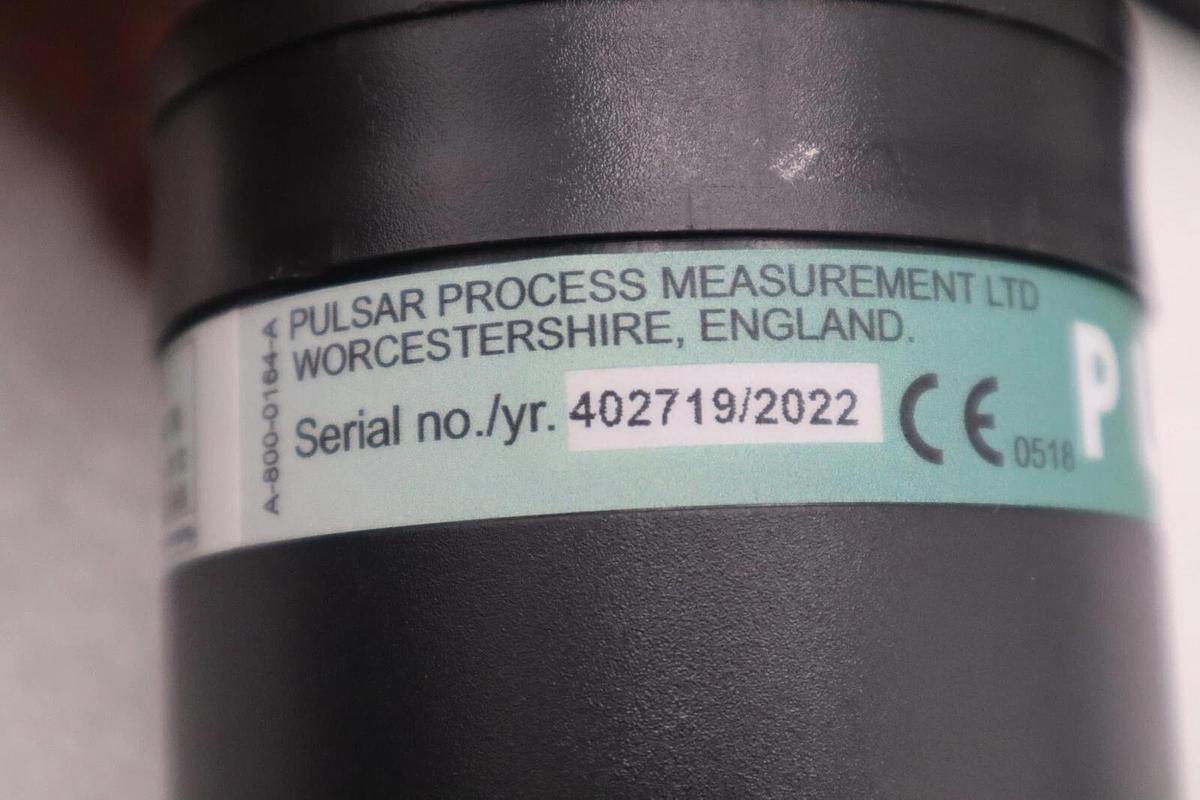 PULSAR PROCESS MEASUREMENT LTD
WORCESTERSHIRE, ENGLAND.
Serial no./yr. 402719/2022
CE 0518
A-800-0164-A
P